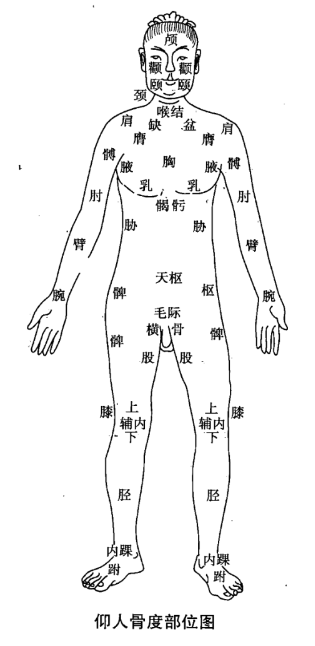 颅
颧 颧
颐 颐
颈
喉结
肩 缺 盆 肩
膺 膺
髆 腋 胸 腋 髆
乳 乳
肘 𩩲骬 肘
胁 胁
臂 臂
天枢
腕 髀 枢 腕
毛际
髀 横 骨 髀
股 股
膝 上 上 膝
辅内 辅内
下 下
胫 胫
内踝 内踝
跗 跗
仰人骨度部位图